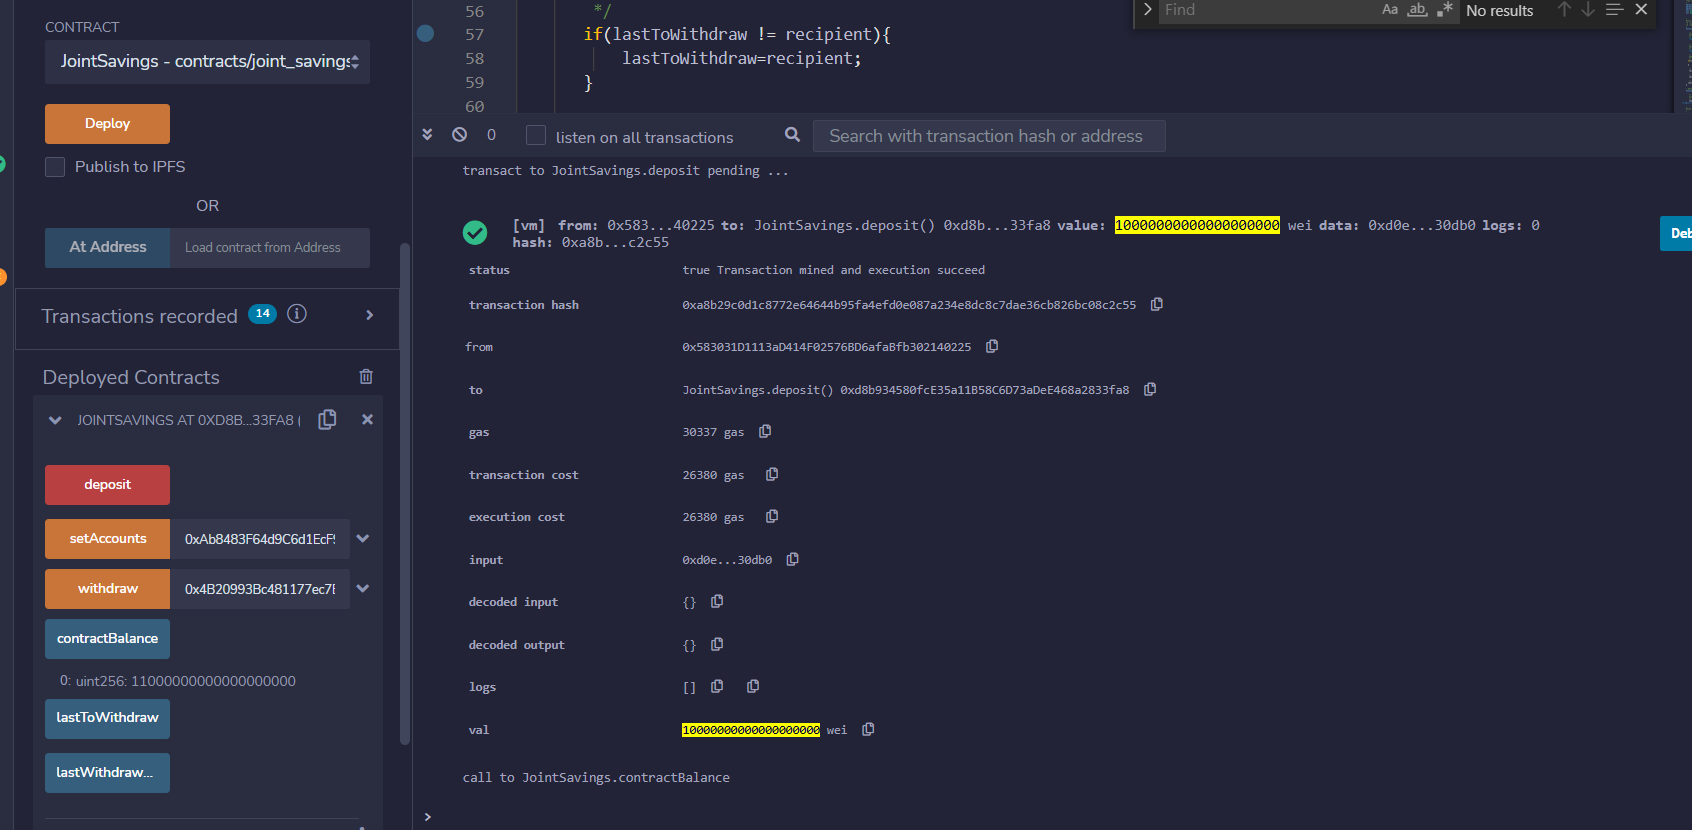 CONTRACT
JointSavings - contracts/joint_savings
Deploy
Publish to IPFS
OR
At Address Load contract from Address
Transactions recorded 14 i
Deployed Contracts
JOINTSAVINGS AT 0XD8B...33FA8 (
deposit
setAccounts 0xAb8483F64d9C6d1EcF9
withdraw 0x4B20993Bc481177ec7E
contractBalance
0: uint256: 11000000000000000000
lastToWithdraw
lastWithdraw...
56 */
57 if(lastToWithdraw != recipient){
58 lastToWithdraw=recipient;
59 }
60
Find Aa ab .* No results
0 listen on all transactions Search with transaction hash or address
transact to JointSavings.deposit pending ...
[vm] from: 0x583...40225 to: JointSavings.deposit() 0xd8b...33fa8 value: 10000000000000000000 wei data: 0xd0e...30db0 logs: 0
hash: 0xa8b...c2c55
Deb
status true Transaction mined and execution succeed
transaction hash 0xa8b29c0d1c8772e64644b95fa4efd0e087a234e8dc8c7dae36cb826bc08c2c55
from 0x583031D1113aD414F02576BD6afaBfb302140225
to JointSavings.deposit() 0xd8b934580fcE35a11B58C6D73aDeE468a2833fa8
gas 30337 gas
transaction cost 26380 gas
execution cost 26380 gas
input 0xd0e...30db0
decoded input {}
decoded output {}
logs []
val 10000000000000000000 wei
call to JointSavings.contractBalance
>